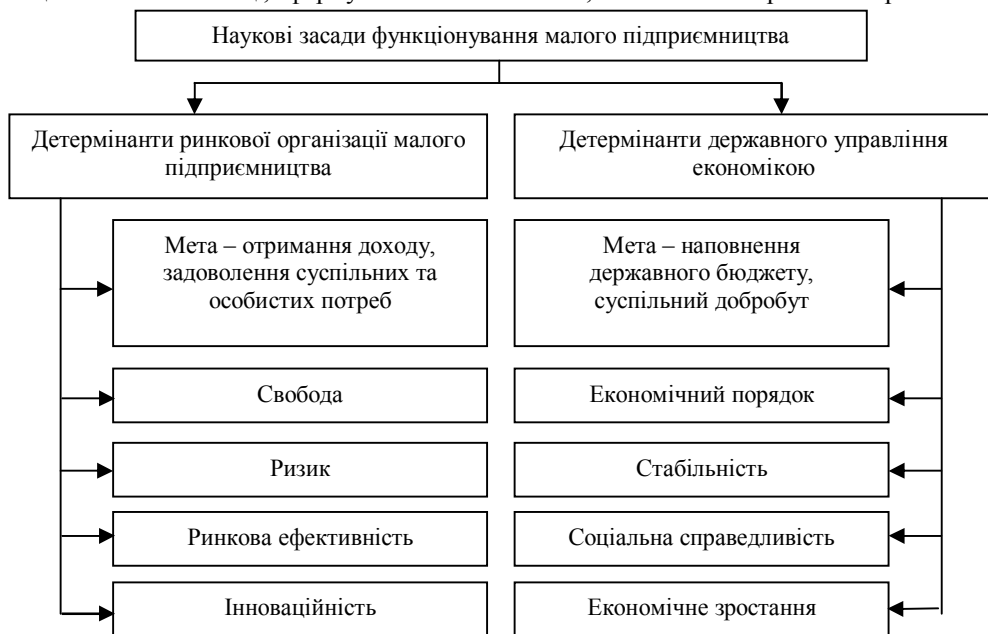 Наукові засади функціонування малого підприємництва
Детермінанти ринкової організації малого
підприємництва
Детермінанти державного управління
економікою
Мета – отримання доходу,
задоволення суспільних та
особистих потреб
Мета – наповнення
державного бюджету,
суспільний добробут
Свобода
Економічний порядок
Ризик
Стабільність
Ринкова ефективність
Соціальна справедливість
Інноваційність
Економічне зростання